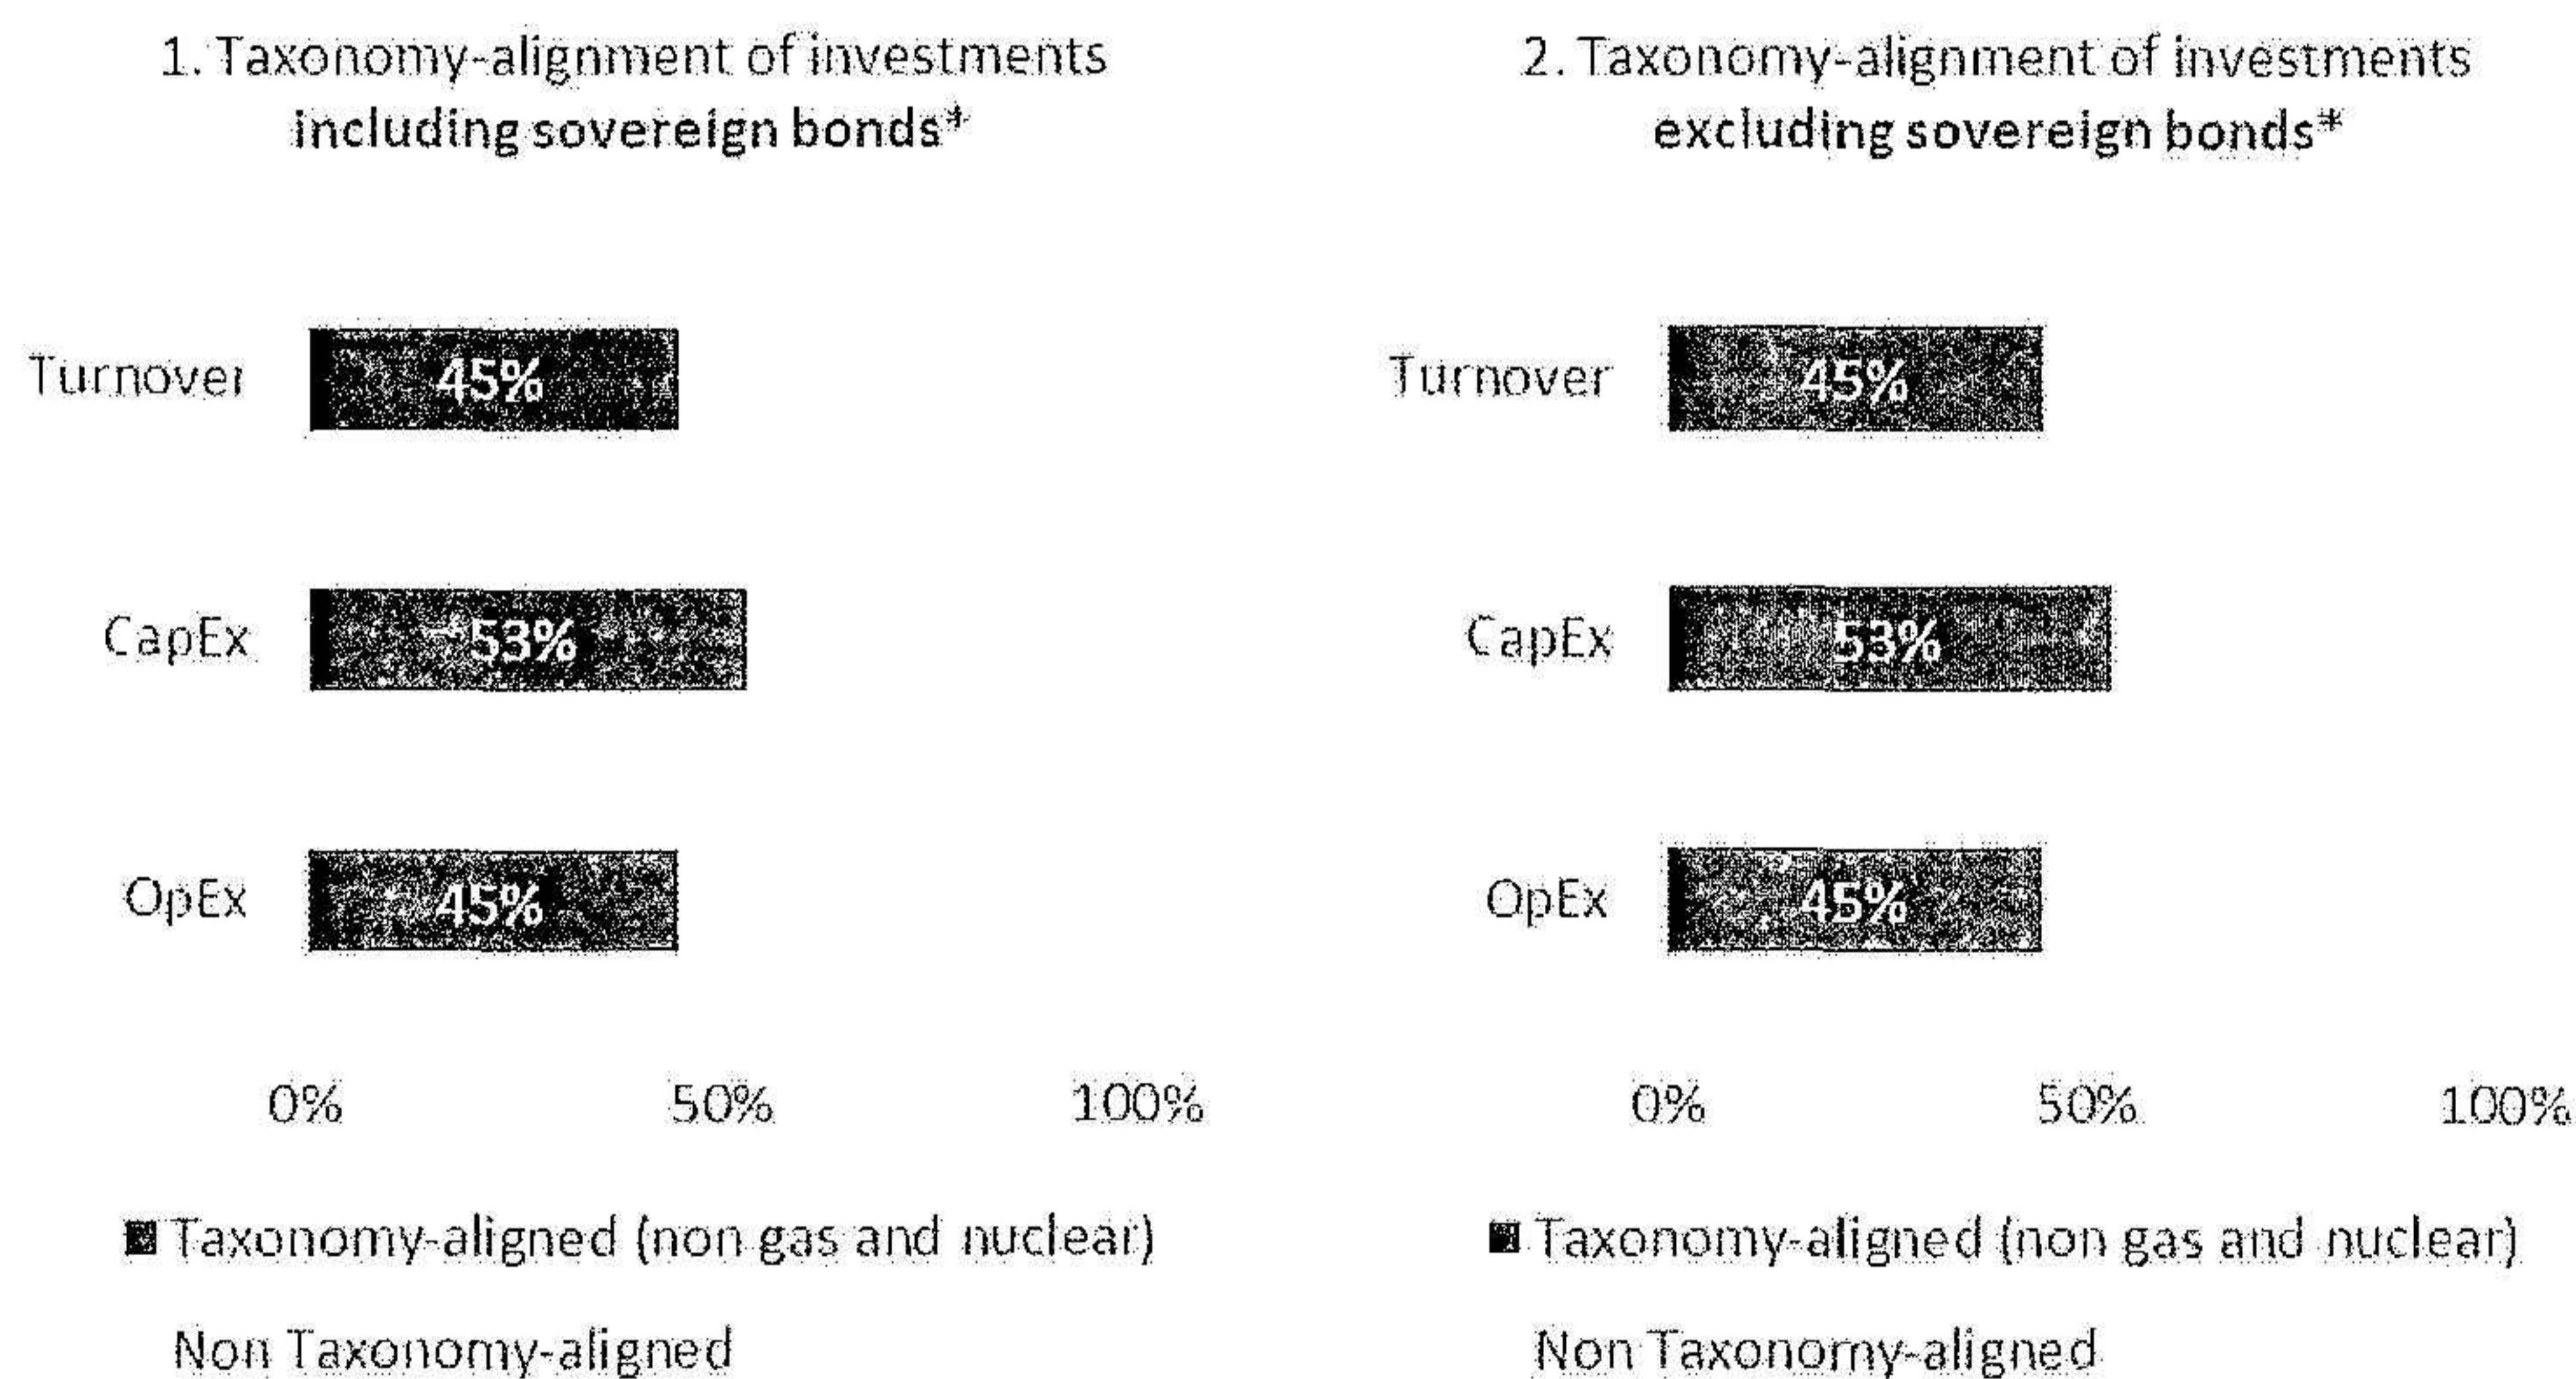 1. Taxonomy-alignment of investments
including sovereign bonds*
Turnover
45%
CapEx
53%
OpEx
45%
0% 50% 100%
Taxonomy-aligned (non gas and nuclear)
Non Taxonomy-aligned
2. Taxonomy-alignment of investments
excluding sovereign bonds*
Turnover
45%
CapEx
53%
OpEx
45%
0% 50% 100%
Taxonomy-aligned (non gas and nuclear)
Non Taxonomy-aligned